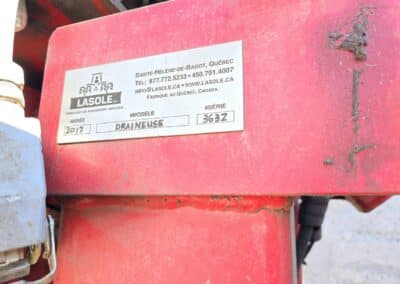 SAINTE-HÉLÈNE-DE-BAGOT, QUÉBEC
TÉL: 877.772.5233 • 450.791.4007
INFO@LASOLE.CA • WWW.LASOLE.CA
FABRIQUÉ AU QUÉBEC, CANADA
LASOLE
ANNÉE MODÈLE #SÉRIE
2017 DRAINEUSE 3632